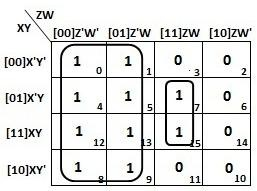 ZW
XY [00]Z'W' [01]Z'W [11]ZW [10]ZW'
[00]X'Y' 1 0 1 1 0 3 0 2
[01]X'Y 1 4 1 5 1 7 0 6
[11]XY 1 12 1 13 1 15 0 14
[10]XY' 1 8 1 9 0 11 0 10